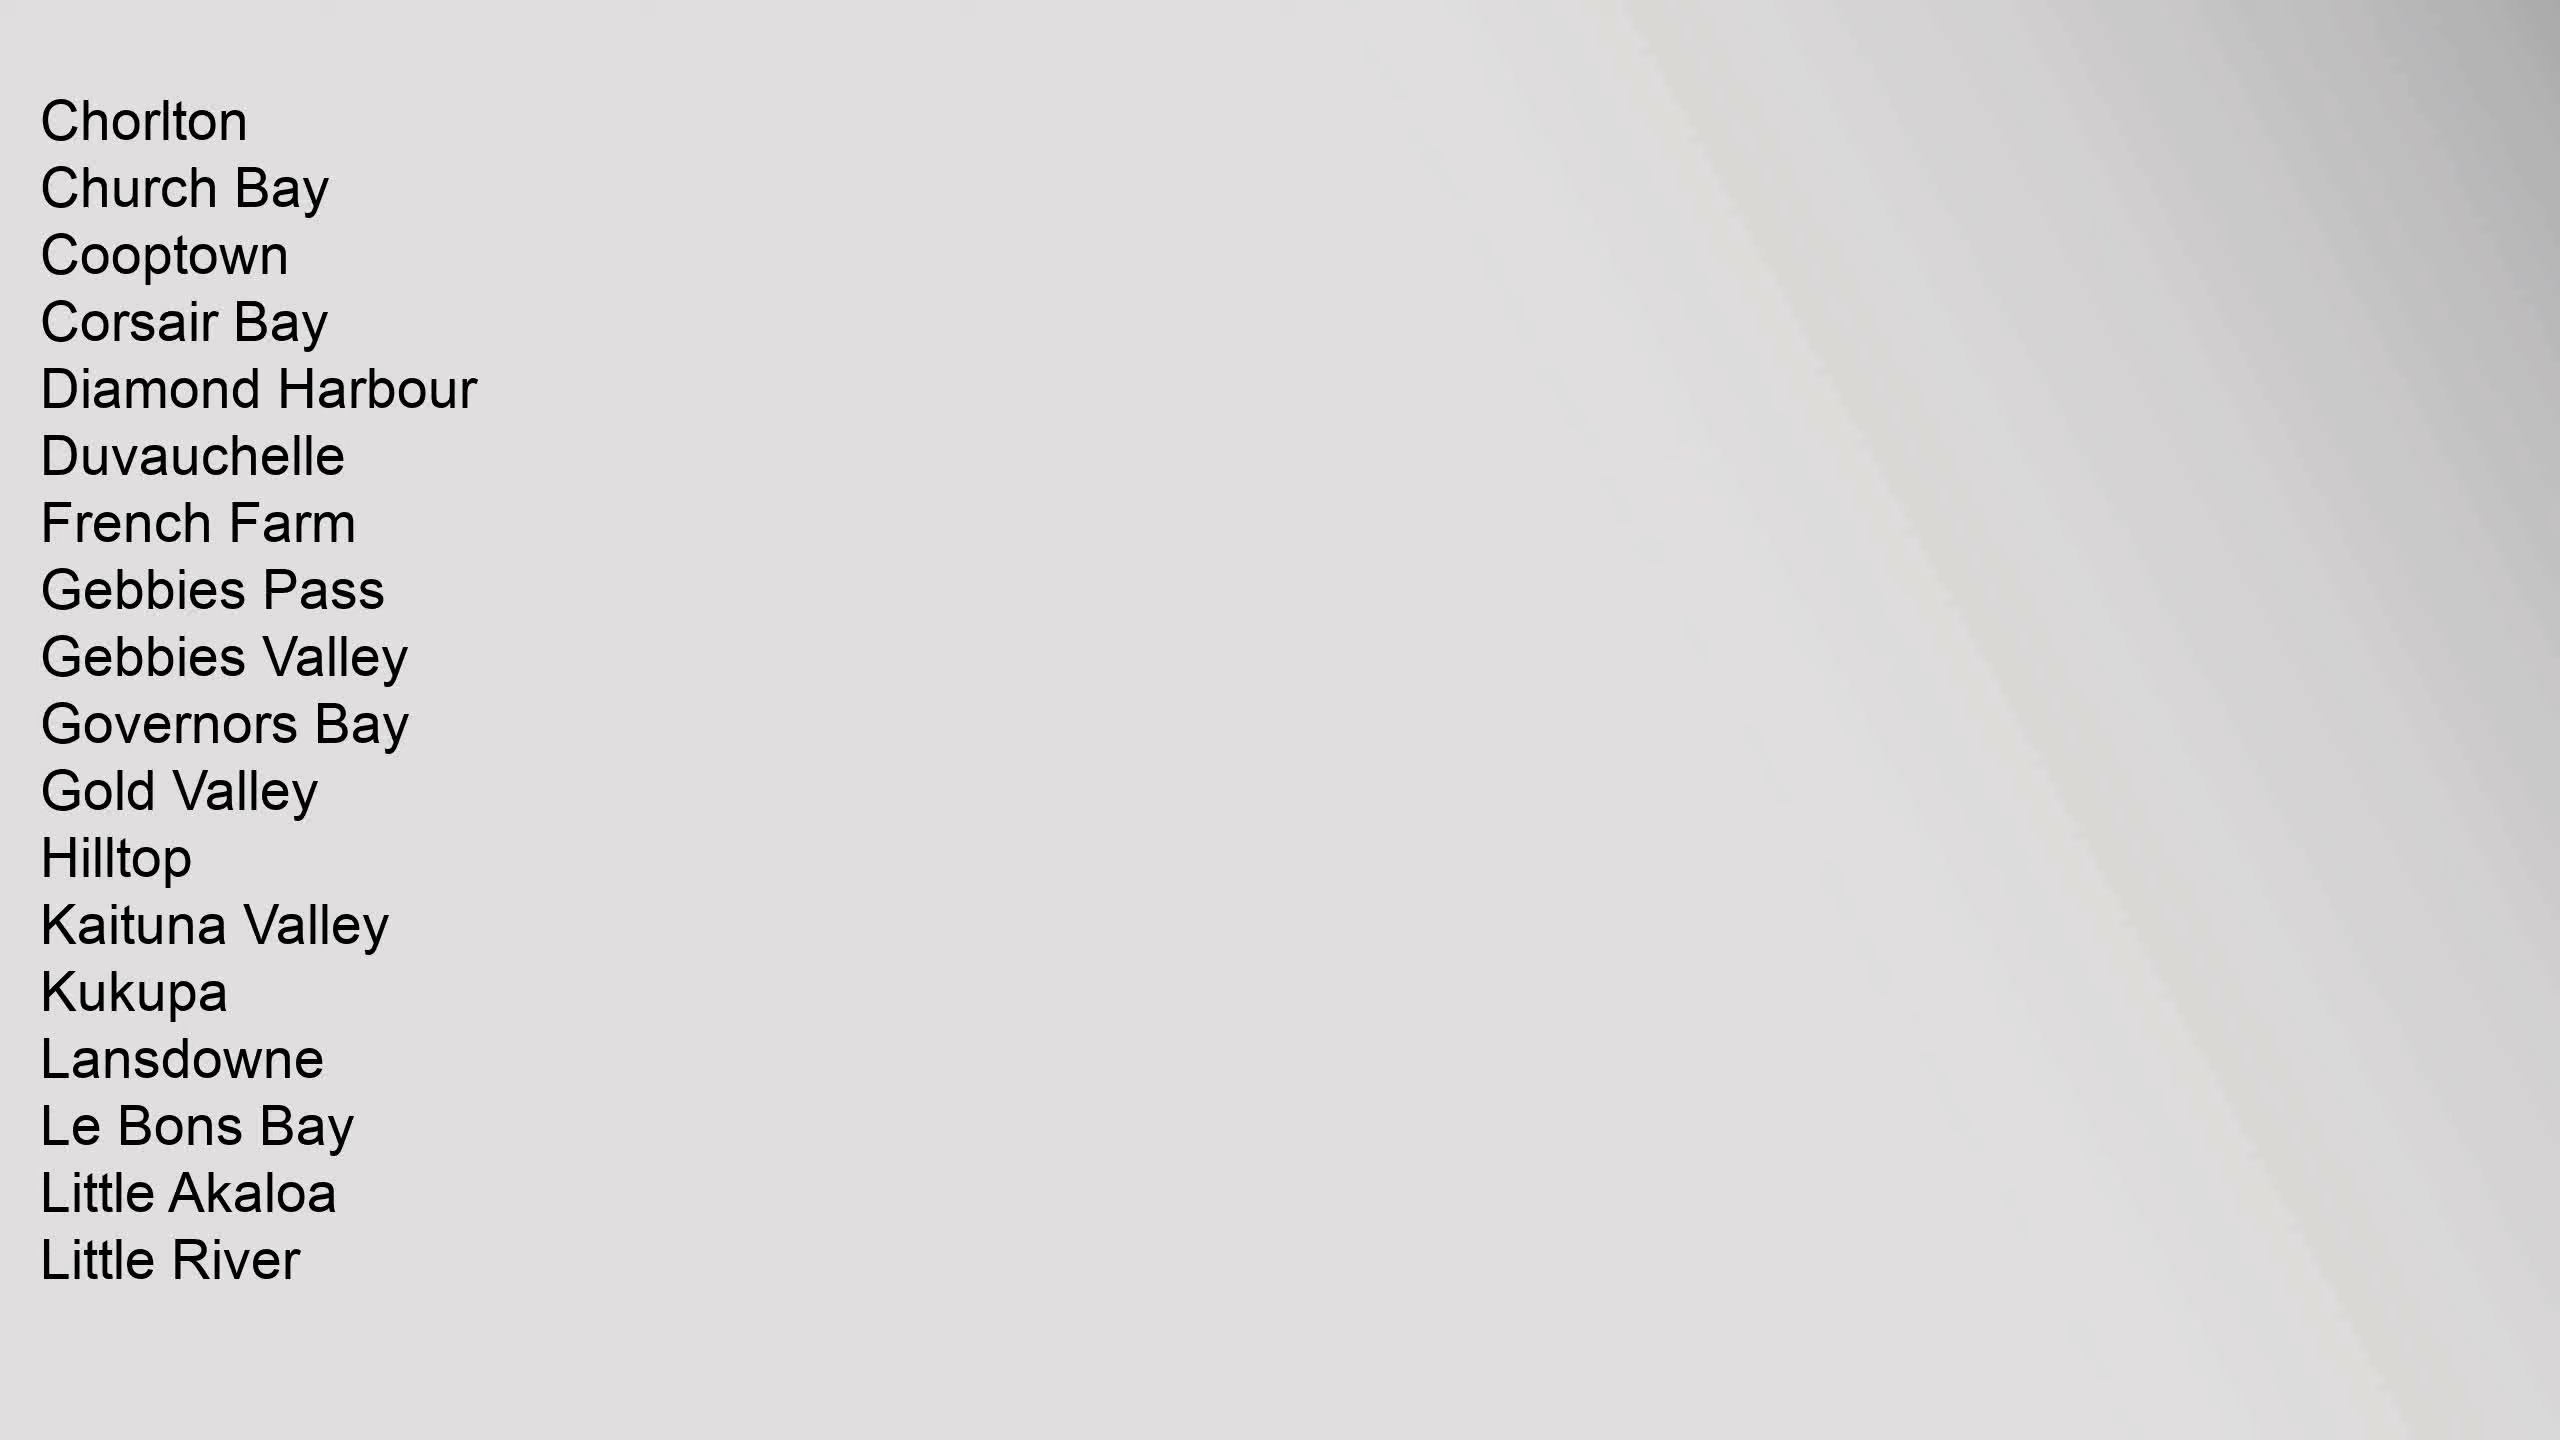 Chorlton
Church Bay
Cooptown
Corsair Bay
Diamond Harbour
Duvauchelle
French Farm
Gebbies Pass
Gebbies Valley
Governors Bay
Gold Valley
Hilltop
Kaituna Valley
Kukupa
Lansdowne
Le Bons Bay
Little Akaloa
Little River